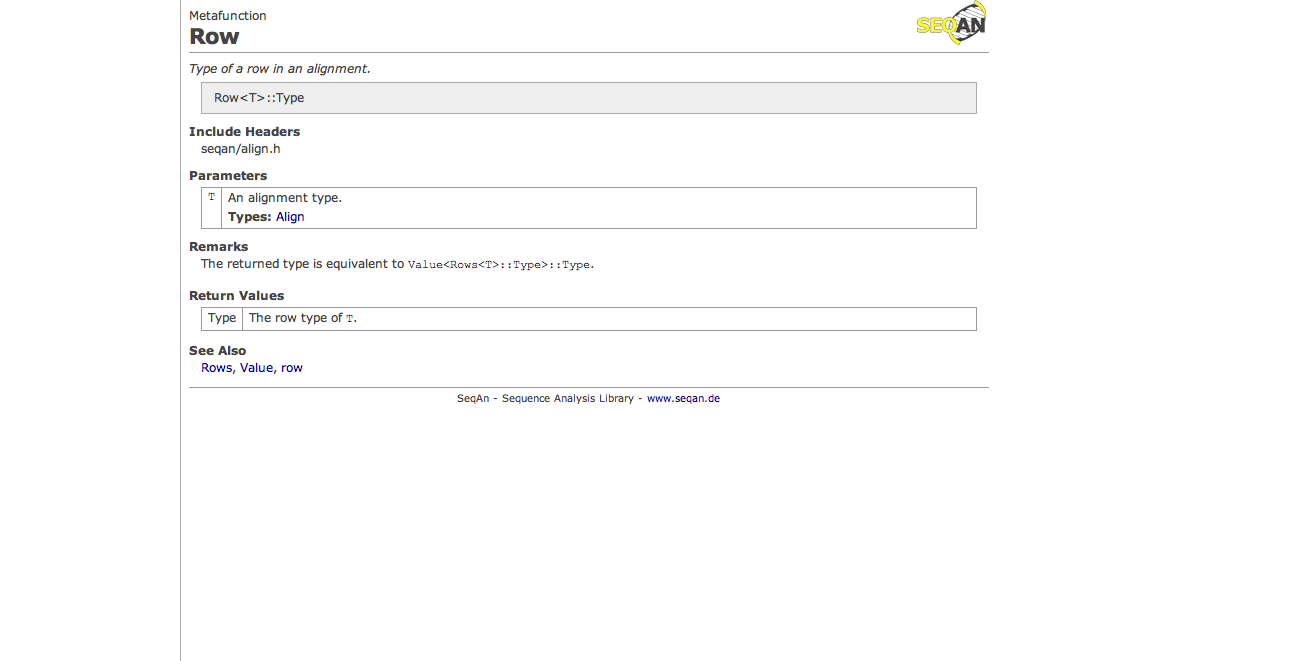 Metafunction
Row
SEQAN
Type of a row in an alignment.
Row<T>::Type
Include Headers
seqan/align.h
Parameters
T An alignment type.
Types: Align
Remarks
The returned type is equivalent to Value<Rows<T>::Type>::Type.
Return Values
Type The row type of T.
See Also
Rows, Value, row
SeqAn - Sequence Analysis Library - www.seqan.de